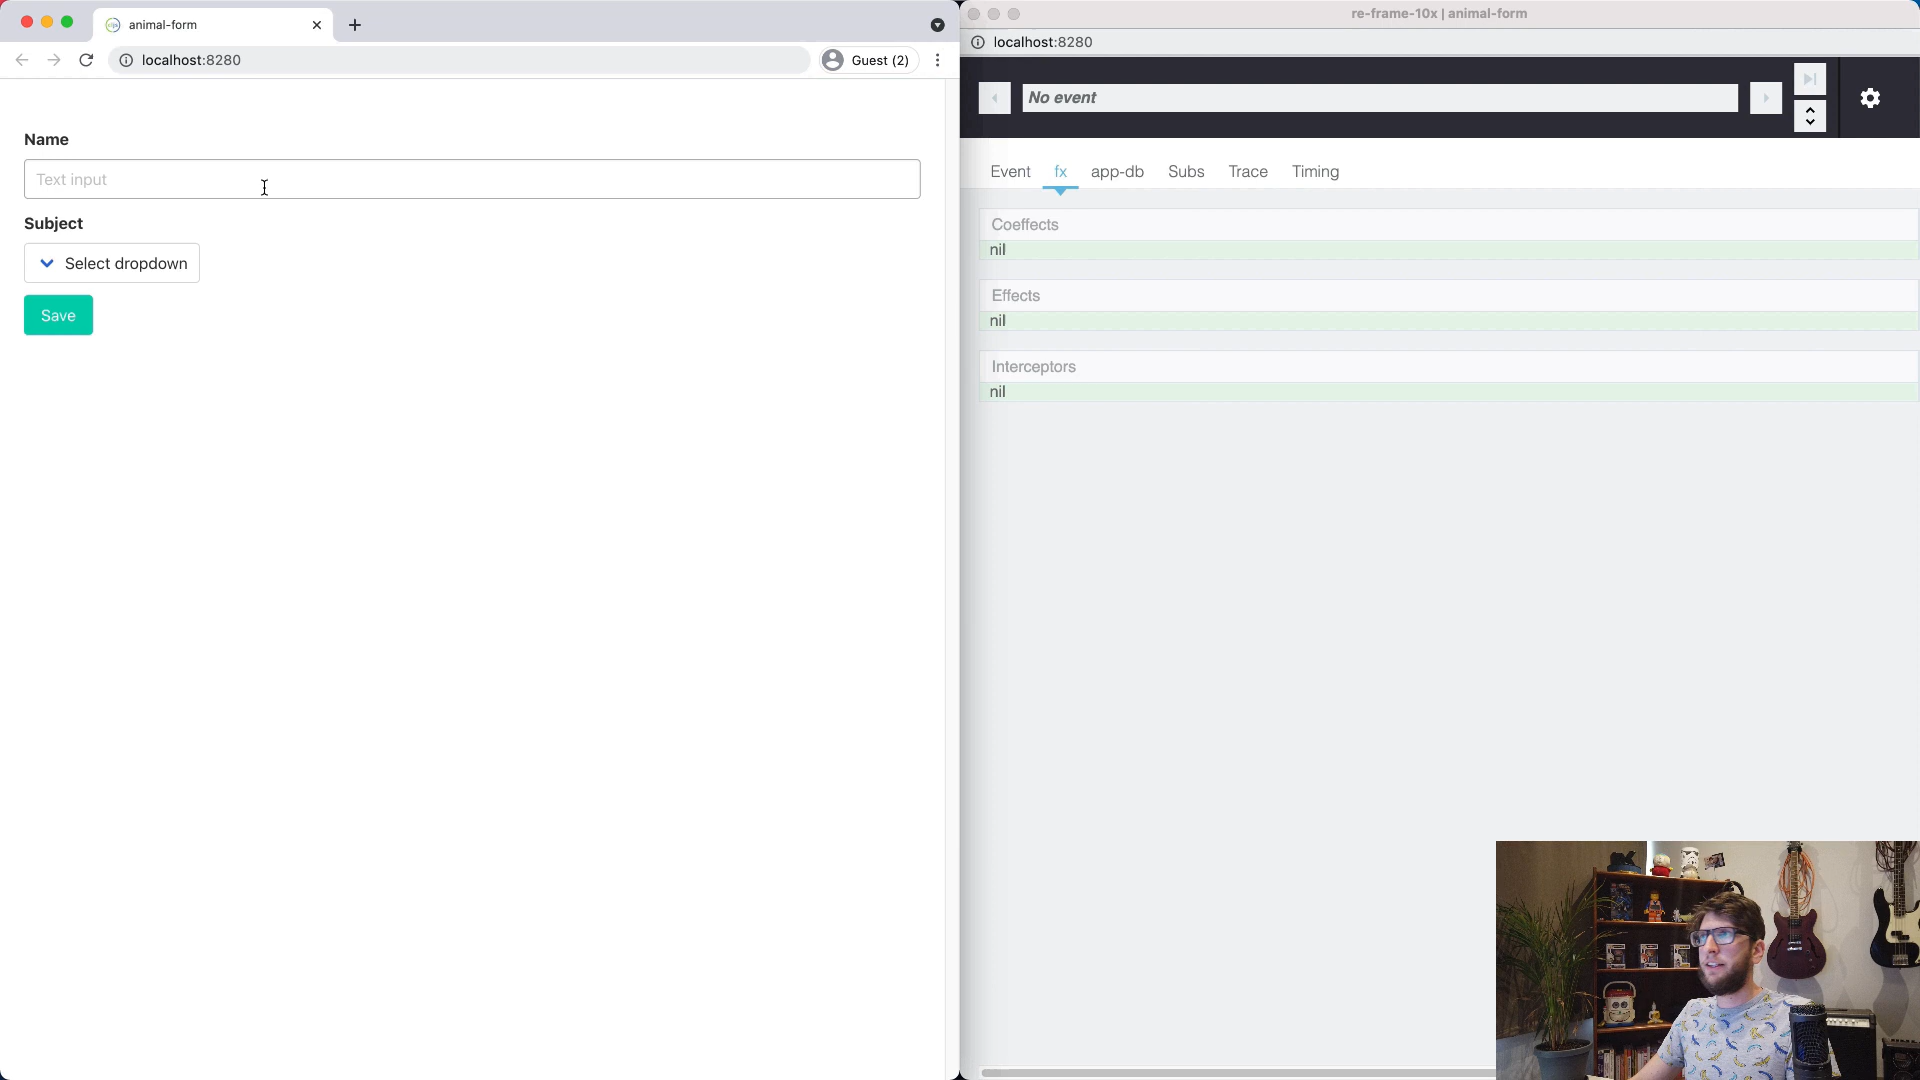 animal-form
localhost:8280
Guest (2)
Name
Text input
Subject
Select dropdown
Save
re-frame-10x | animal-form
localhost:8280
No event
Event fx app-db Subs Trace Timing
Coeffects
nil
Effects
nil
Interceptors
nil